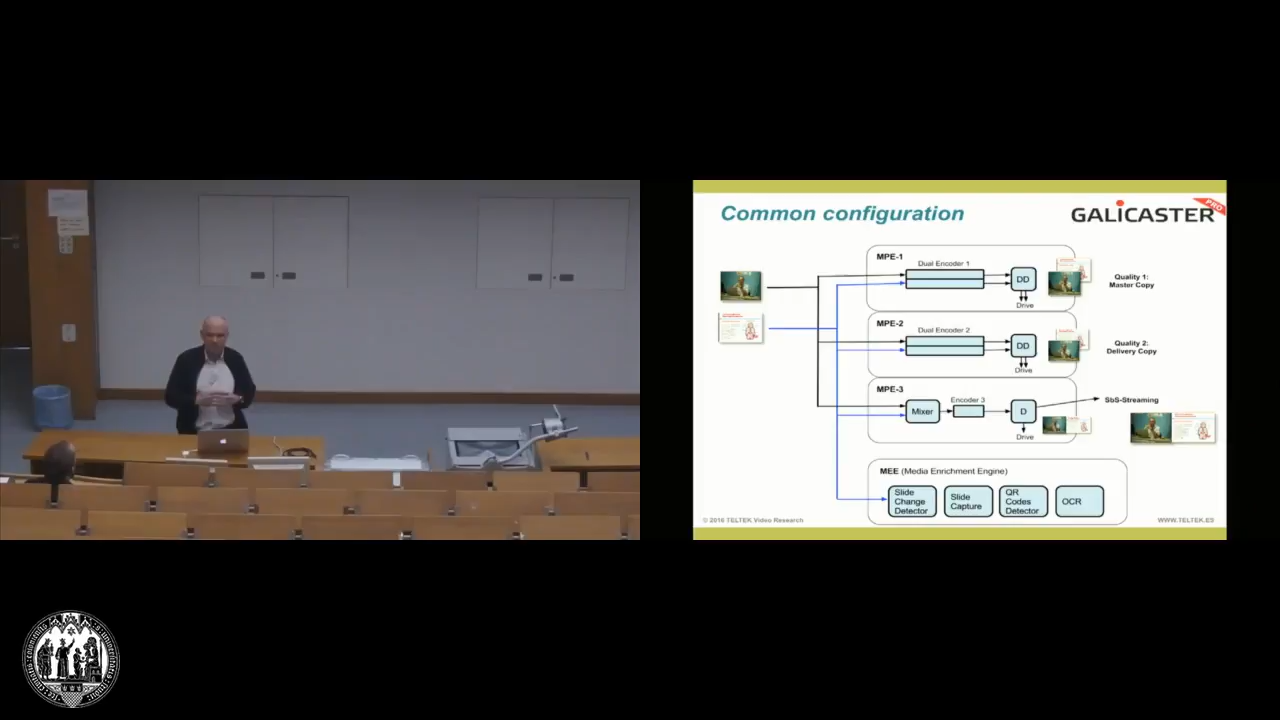 Common configuration
GALICASTER
PRO
MPE-1
Dual Encoder 1
DD
Drive
Quality 1:
Master Copy
MPE-2
Dual Encoder 2
DD
Drive
Quality 2:
Delivery Copy
MPE-3
Mixer
Encoder 3
D
Drive
SbS-Streaming
MEE (Media Enrichment Engine)
Slide
Change
Detector
Slide
Capture
QR
Codes
Detector
OCR
© 2016 TELTEK Video Research
WWW.TELTEK.ES